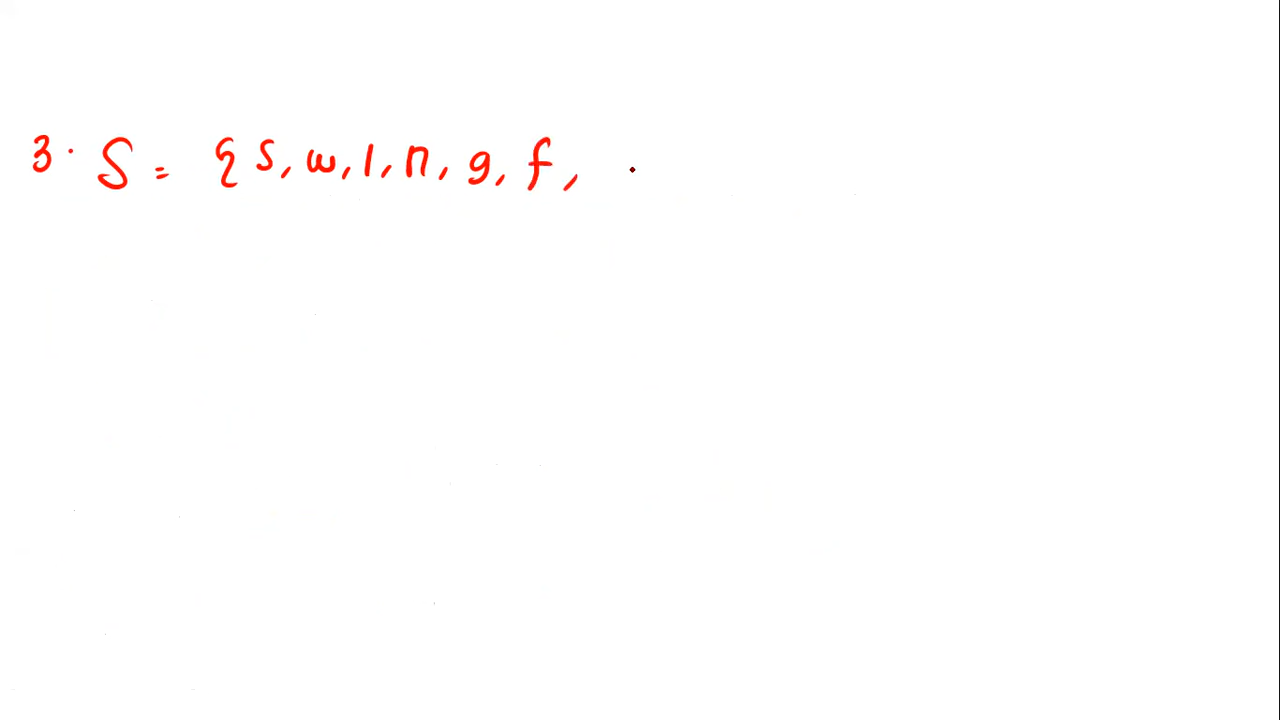 3. S = { s, w, l, n, g, f,